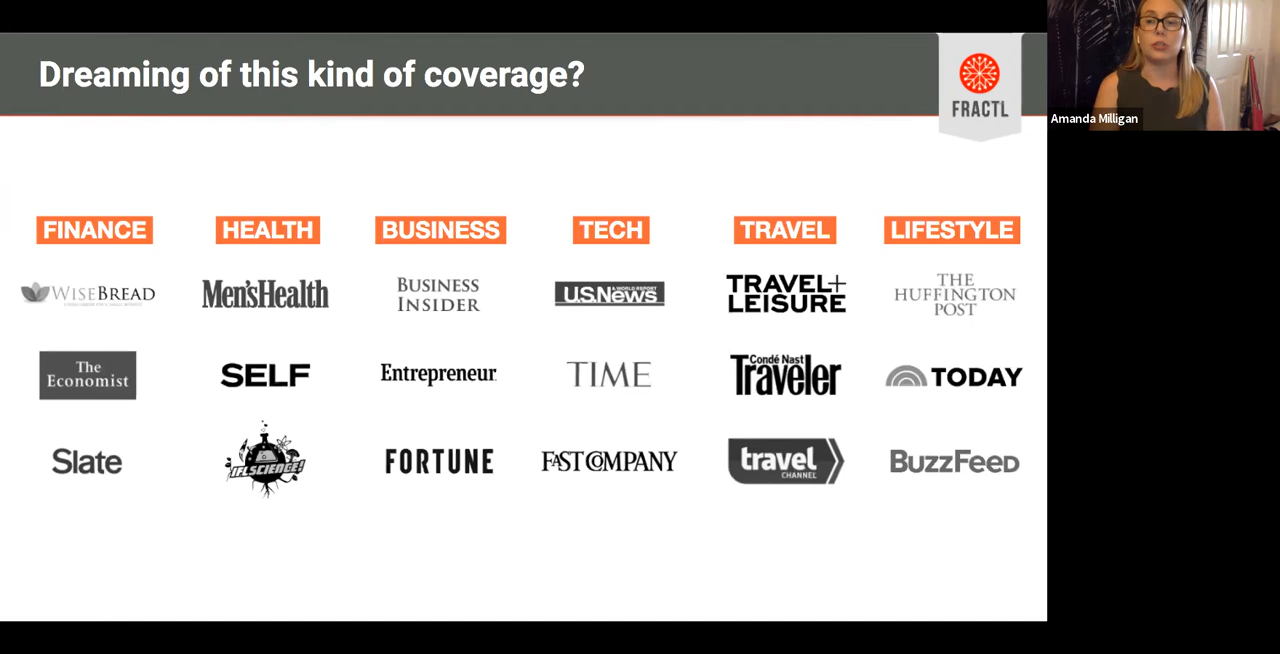 Dreaming of this kind of coverage?
FRACTL
Amanda Milligan
FINANCE
HEALTH
BUSINESS
TECH
TRAVEL
LIFESTYLE
WISEBREAD
Men'sHealth
BUSINESS
INSIDER
U.S.News
& WORLD REPORT
TRAVEL+
LEISURE
THE
HUFFINGTON
POST
The
Economist
SELF
Entrepreneur
TIME
Condé Nast
Traveler
TODAY
Slate
IFLSCIENCE!
FORTUNE
FAST COMPANY
travel
CHANNEL
BuzzFeed